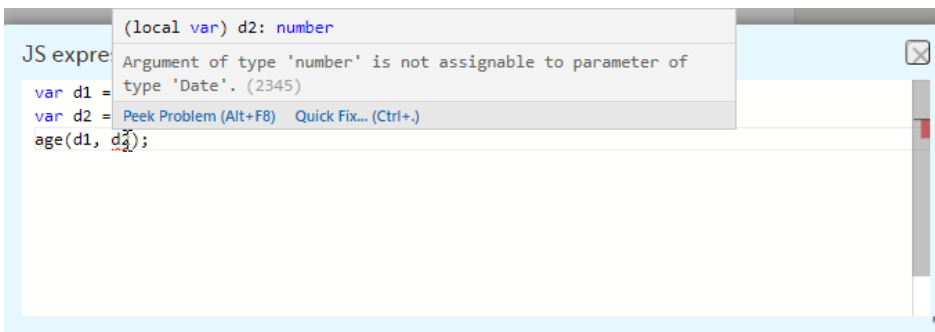 (local var) d2: number
JS expre
Argument of type 'number' is not assignable to parameter of
type 'Date'. (2345)
var d1 =
var d2 =
Peek Problem (Alt+F8) Quick Fix... (Ctrl+.)
age(d1, d2);